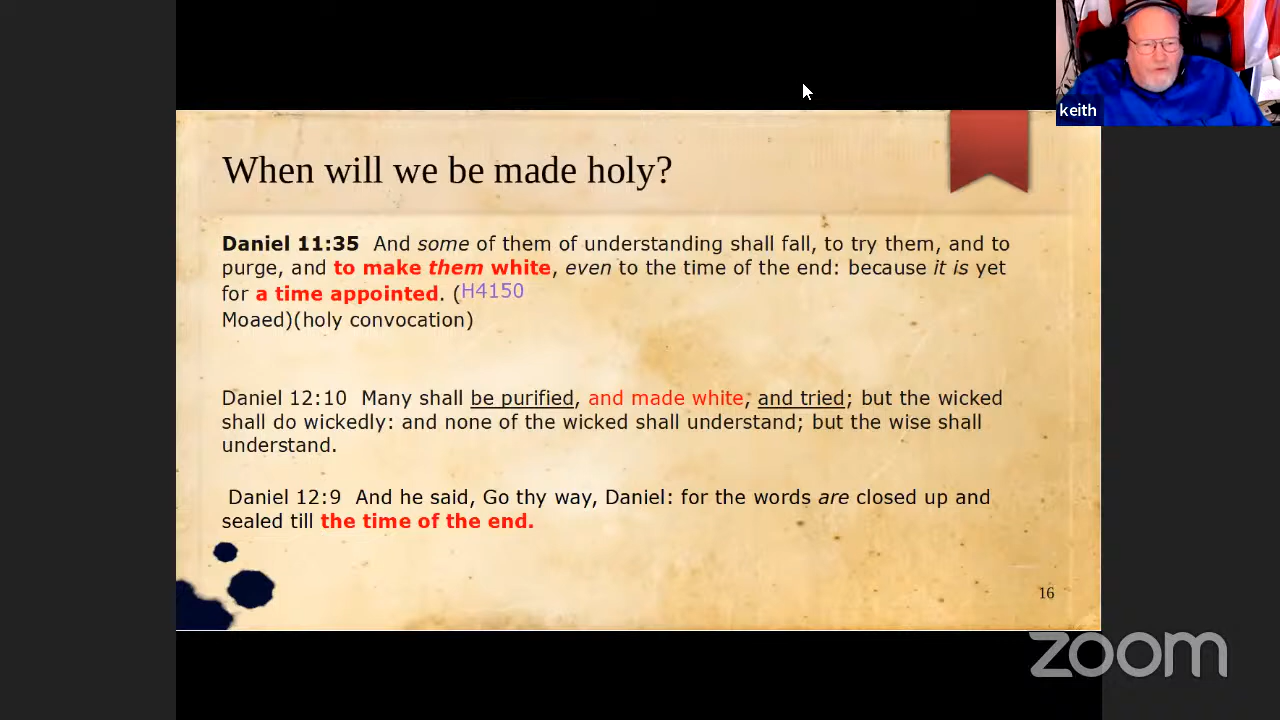 keith
When will we be made holy?
Daniel 11:35  And some of them of understanding shall fall, to try them, and to
purge, and to make them white, even to the time of the end: because it is yet
for a time appointed. (H4150
Moaed)(holy convocation)
Daniel 12:10  Many shall be purified, and made white, and tried; but the wicked
shall do wickedly: and none of the wicked shall understand; but the wise shall
understand.
Daniel 12:9  And he said, Go thy way, Daniel: for the words are closed up and
sealed till the time of the end.
16
zoom